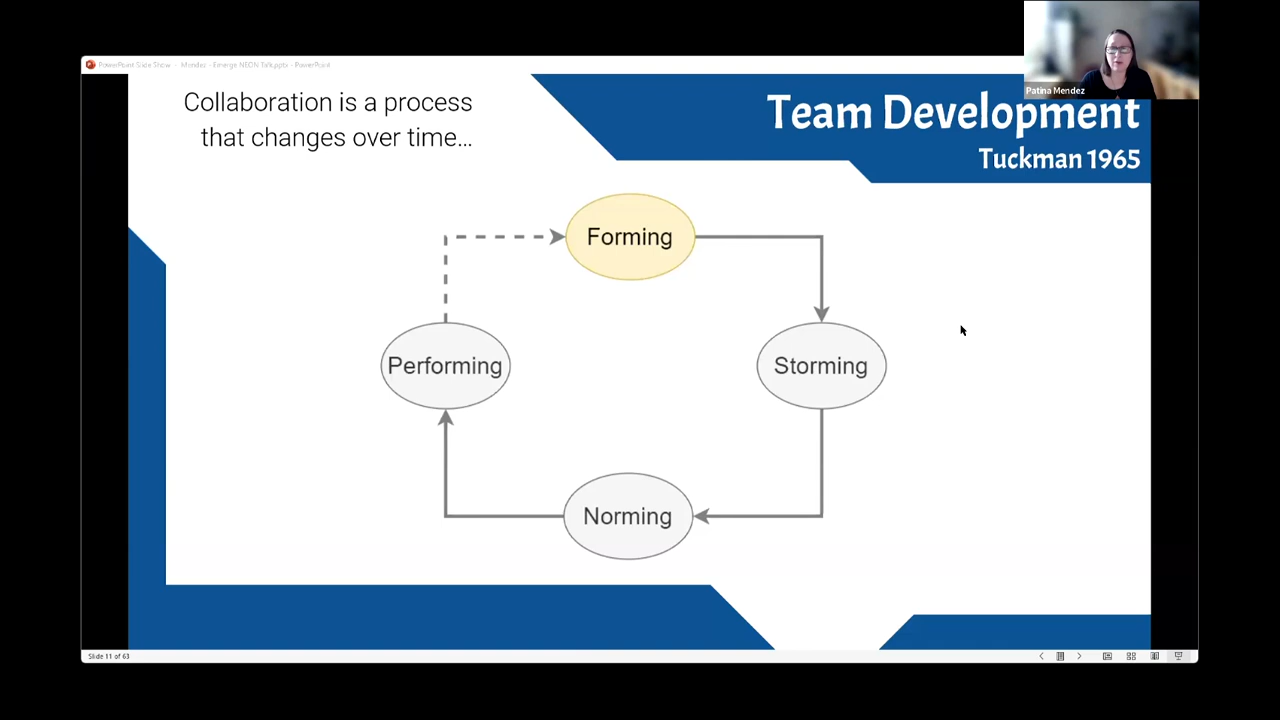 PowerPoint Slide Show - Mendez - Emerge NEON Talk.pptx - PowerPoint
Patina Mendez
Collaboration is a process
that changes over time...
Team Development
Tuckman 1965
Forming
Performing
Storming
Norming
Slide 11 of 63